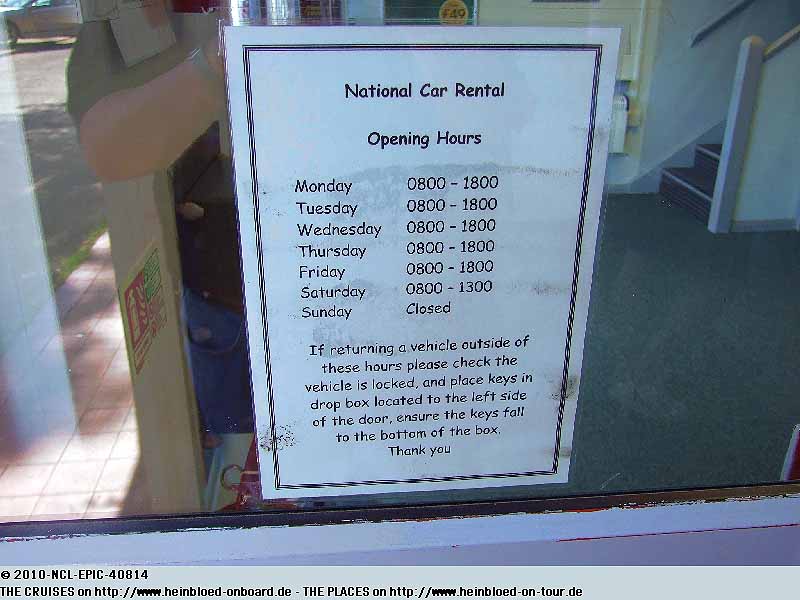 £49
National Car Rental
Opening Hours
Monday 0800 - 1800
Tuesday 0800 - 1800
Wednesday 0800 - 1800
Thursday 0800 - 1800
Friday 0800 - 1800
Saturday 0800 - 1300
Sunday Closed
If returning a vehicle outside of
these hours please check the
vehicle is locked, and place keys in
drop box located to the left side
of the door, ensure the keys fall
to the bottom of the box.
Thank you
© 2010-NCL-EPIC-40814
THE CRUISES on http://www.heinbloed-onboard.de - THE PLACES on http://www.heinbloed-on-tour.de